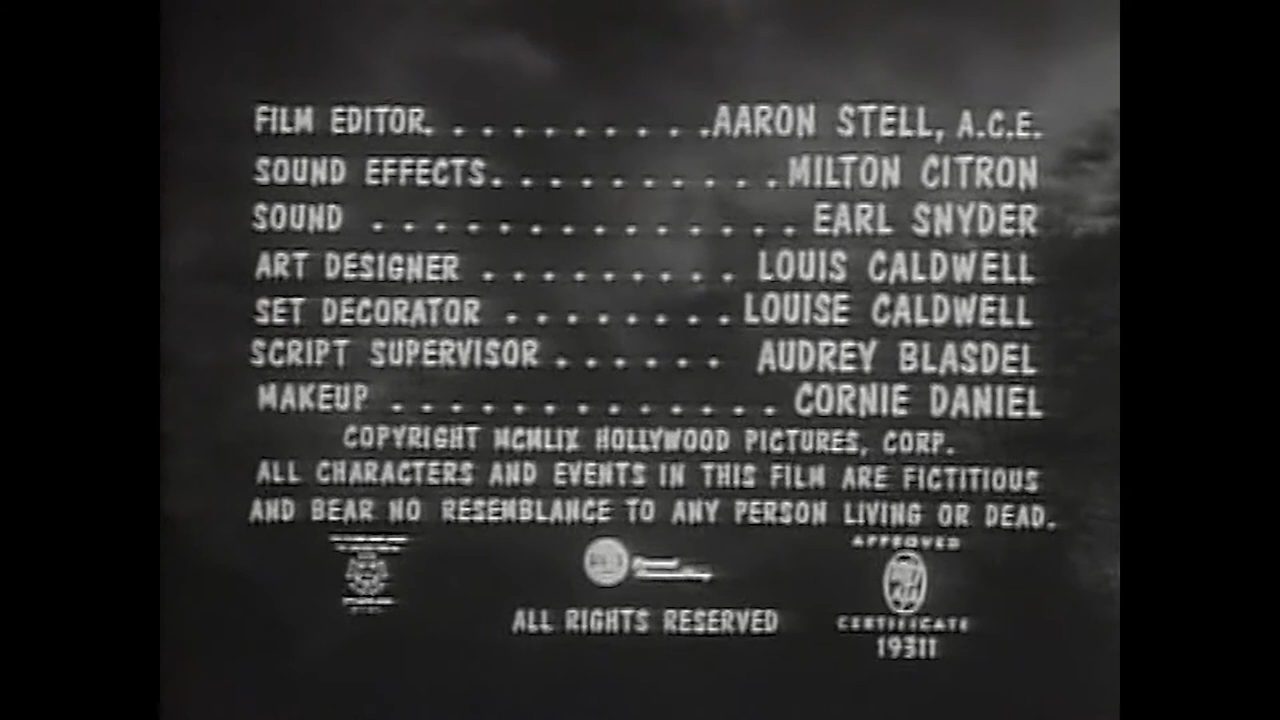 FILM EDITOR. . . . . . . . . . .AARON STELL, A.C.E.
SOUND EFFECTS. . . . . . . . . . MILTON CITRON
SOUND . . . . . . . . . . . . . . EARL SNYDER
ART DESIGNER . . . . . . . . . LOUIS CALDWELL
SET DECORATOR . . . . . . . . LOUISE CALDWELL
SCRIPT SUPERVISOR . . . . . . AUDREY BLASDEL
MAKEUP . . . . . . . . . . . . . CORNIE DANIEL
COPYRIGHT MCMLIX HOLLYWOOD PICTURES, CORP.
ALL CHARACTERS AND EVENTS IN THIS FILM ARE FICTITIOUS
AND BEAR NO RESEMBLANCE TO ANY PERSON LIVING OR DEAD.
APPROVED
CERTIFICATE
19311
ALL RIGHTS RESERVED